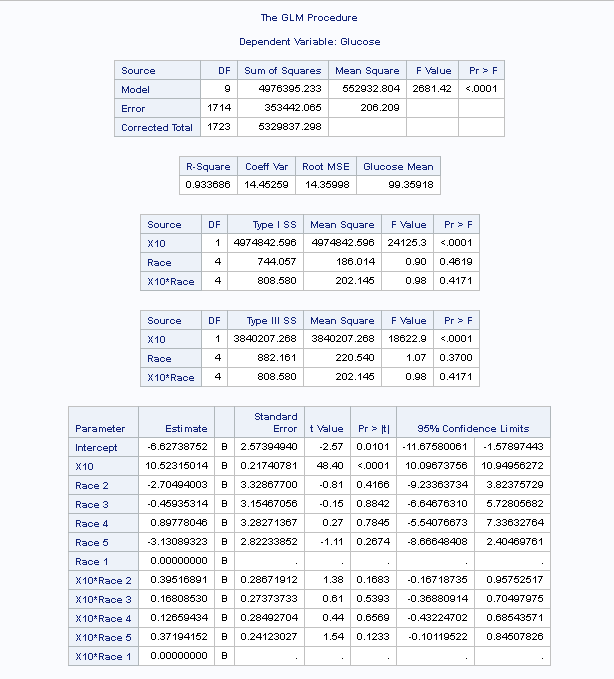 The GLM Procedure
Dependent Variable: Glucose
Source DF Sum of Squares Mean Square F Value Pr > F
Model 9 4976395.233 552932.804 2681.42 <.0001
Error 1714 353442.065 206.209
Corrected Total 1723 5329837.298
R-Square Coeff Var Root MSE Glucose Mean
0.933686 14.45259 14.35998 99.35918
Source DF Type I SS Mean Square F Value Pr > F
X10 1 4974842.596 4974842.596 24125.3 <.0001
Race 4 744.057 186.014 0.90 0.4619
X10*Race 4 808.580 202.145 0.98 0.4171
Source DF Type III SS Mean Square F Value Pr > F
X10 1 3840207.268 3840207.268 18622.9 <.0001
Race 4 882.161 220.540 1.07 0.3700
X10*Race 4 808.580 202.145 0.98 0.4171
Parameter Estimate Standard Error t Value Pr > |t| 95% Confidence Limits
Intercept -6.62738752 B 2.57394940 -2.57 0.0101 -11.67580061 -1.57897443
X10 10.52315014 B 0.21740781 48.40 <.0001 10.09673756 10.94956272
Race 2 -2.70494003 B 3.32867700 -0.81 0.4166 -9.23363734 3.82375729
Race 3 -0.45935314 B 3.15467056 -0.15 0.8842 -6.64676310 5.72805682
Race 4 0.89778046 B 3.28271367 0.27 0.7845 -5.54076673 7.33632764
Race 5 -3.13089323 B 2.82233852 -1.11 0.2674 -8.66648408 2.40469761
Race 1 0.00000000 B . . . . .
X10*Race 2 0.39516891 B 0.28671912 1.38 0.1683 -0.16718735 0.95752517
X10*Race 3 0.16808530 B 0.27373733 0.61 0.5393 -0.36880914 0.70497975
X10*Race 4 0.12659434 B 0.28492704 0.44 0.6569 -0.43224702 0.68543571
X10*Race 5 0.37194152 B 0.24123027 1.54 0.1233 -0.10119522 0.84507826
X10*Race 1 0.00000000 B . . . . .